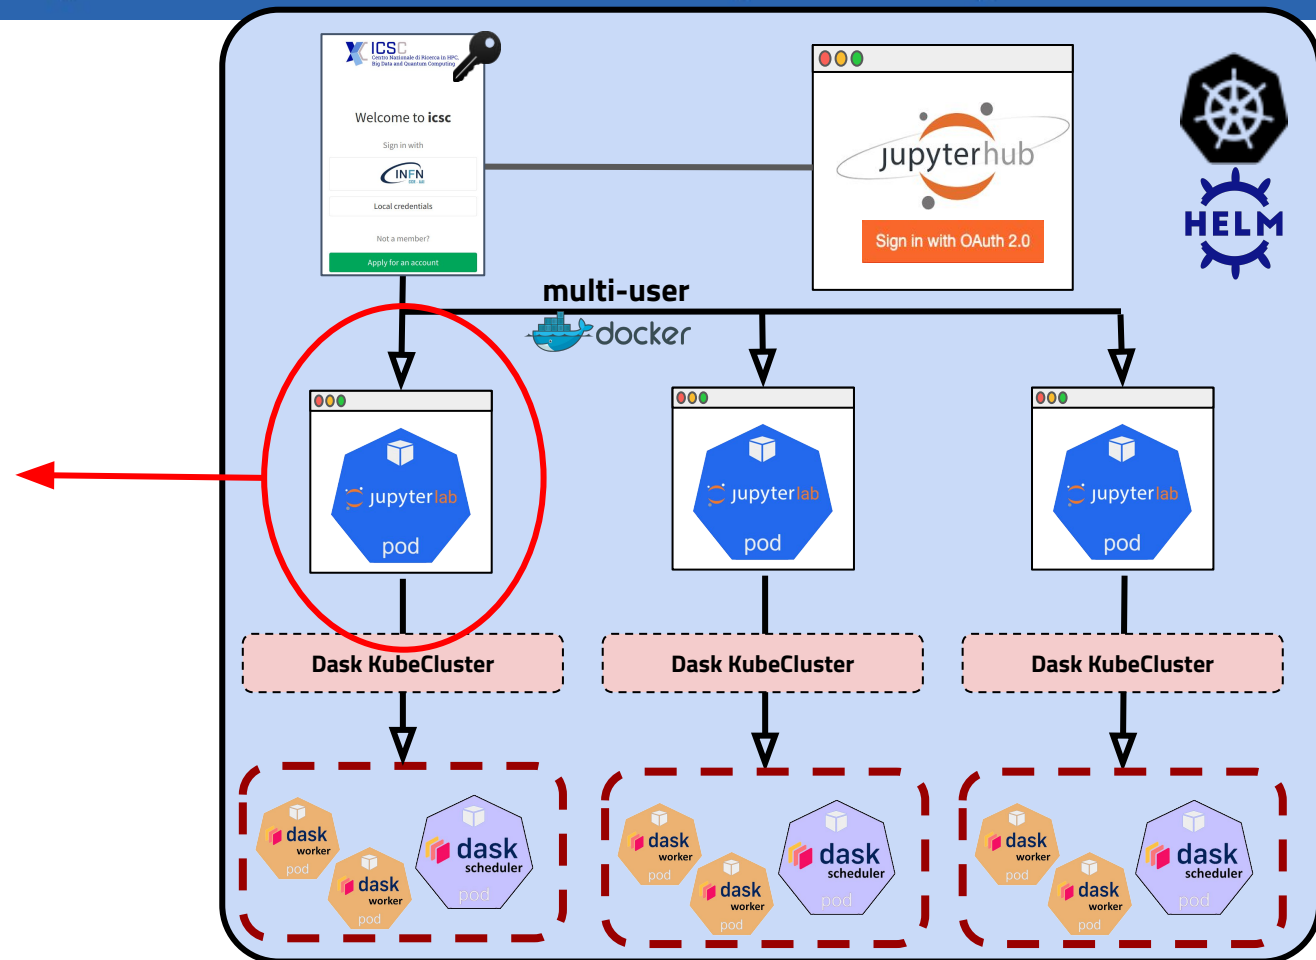 ICSC
Centro Nazionale di Ricerca in HPC,
Big Data and Quantum Computing
Welcome to icsc
Sign in with
INFN
Local credentials
Not a member?
Apply for an account
jupyterhub
Sign in with OAuth 2.0
HELM
multi-user
docker
jupyterlab
pod
jupyterlab
pod
jupyterlab
pod
Dask KubeCluster
Dask KubeCluster
Dask KubeCluster
dask
worker
pod
dask
worker
pod
dask
scheduler
pod
dask
worker
pod
dask
worker
pod
dask
scheduler
pod
dask
worker
pod
dask
worker
pod
dask
scheduler
pod